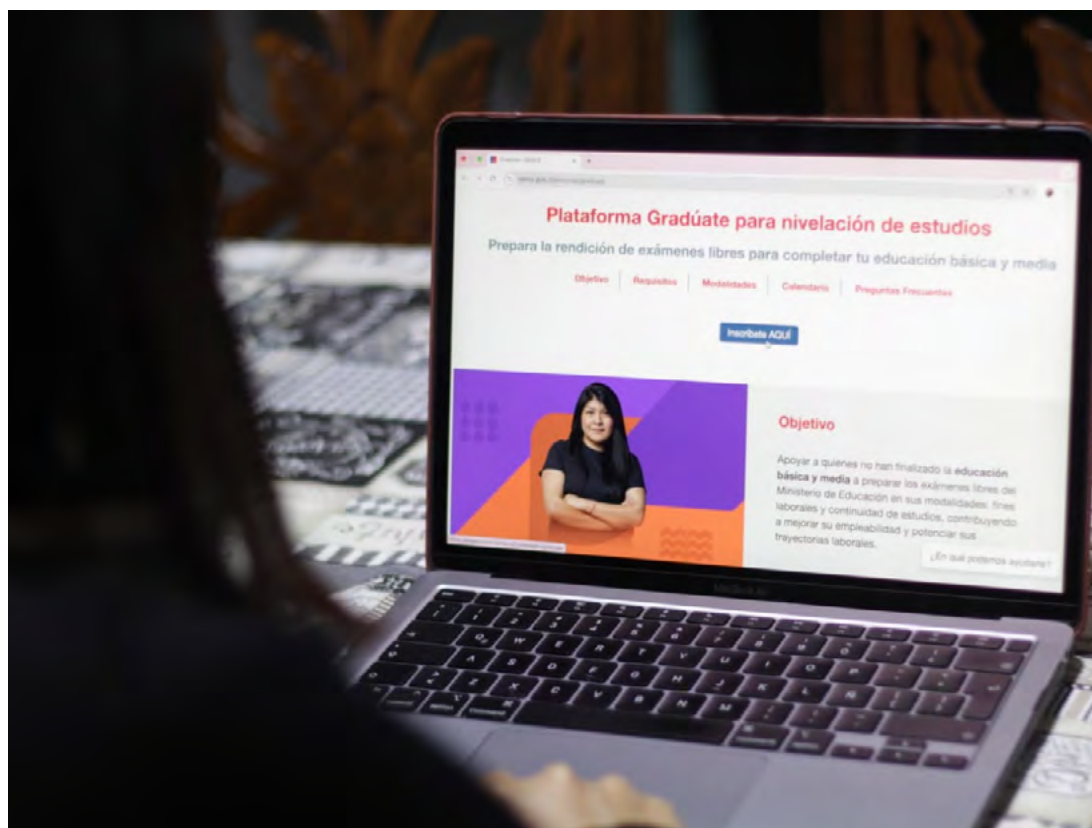 Plataforma Gradúate para nivelación de estudios
Prepara la rendición de exámenes libres para completar tu educación básica y media
Objetivo Requisitos Modalidades Calendario Preguntas Frecuentes
Inscríbete AQUÍ
Objetivo
Apoyar a quienes no han finalizado la educación
básica y media a preparar los exámenes libres del
Ministerio de Educación en sus modalidades: fines
laborales y continuidad de estudios, contribuyendo
a mejorar su empleabilidad y potenciar sus
trayectorias laborales.
¿En qué podemos ayudarte?
MacBook Air
Q W E R T Y U I O P
A S D F G H J K L Ñ
Z X C V B N M